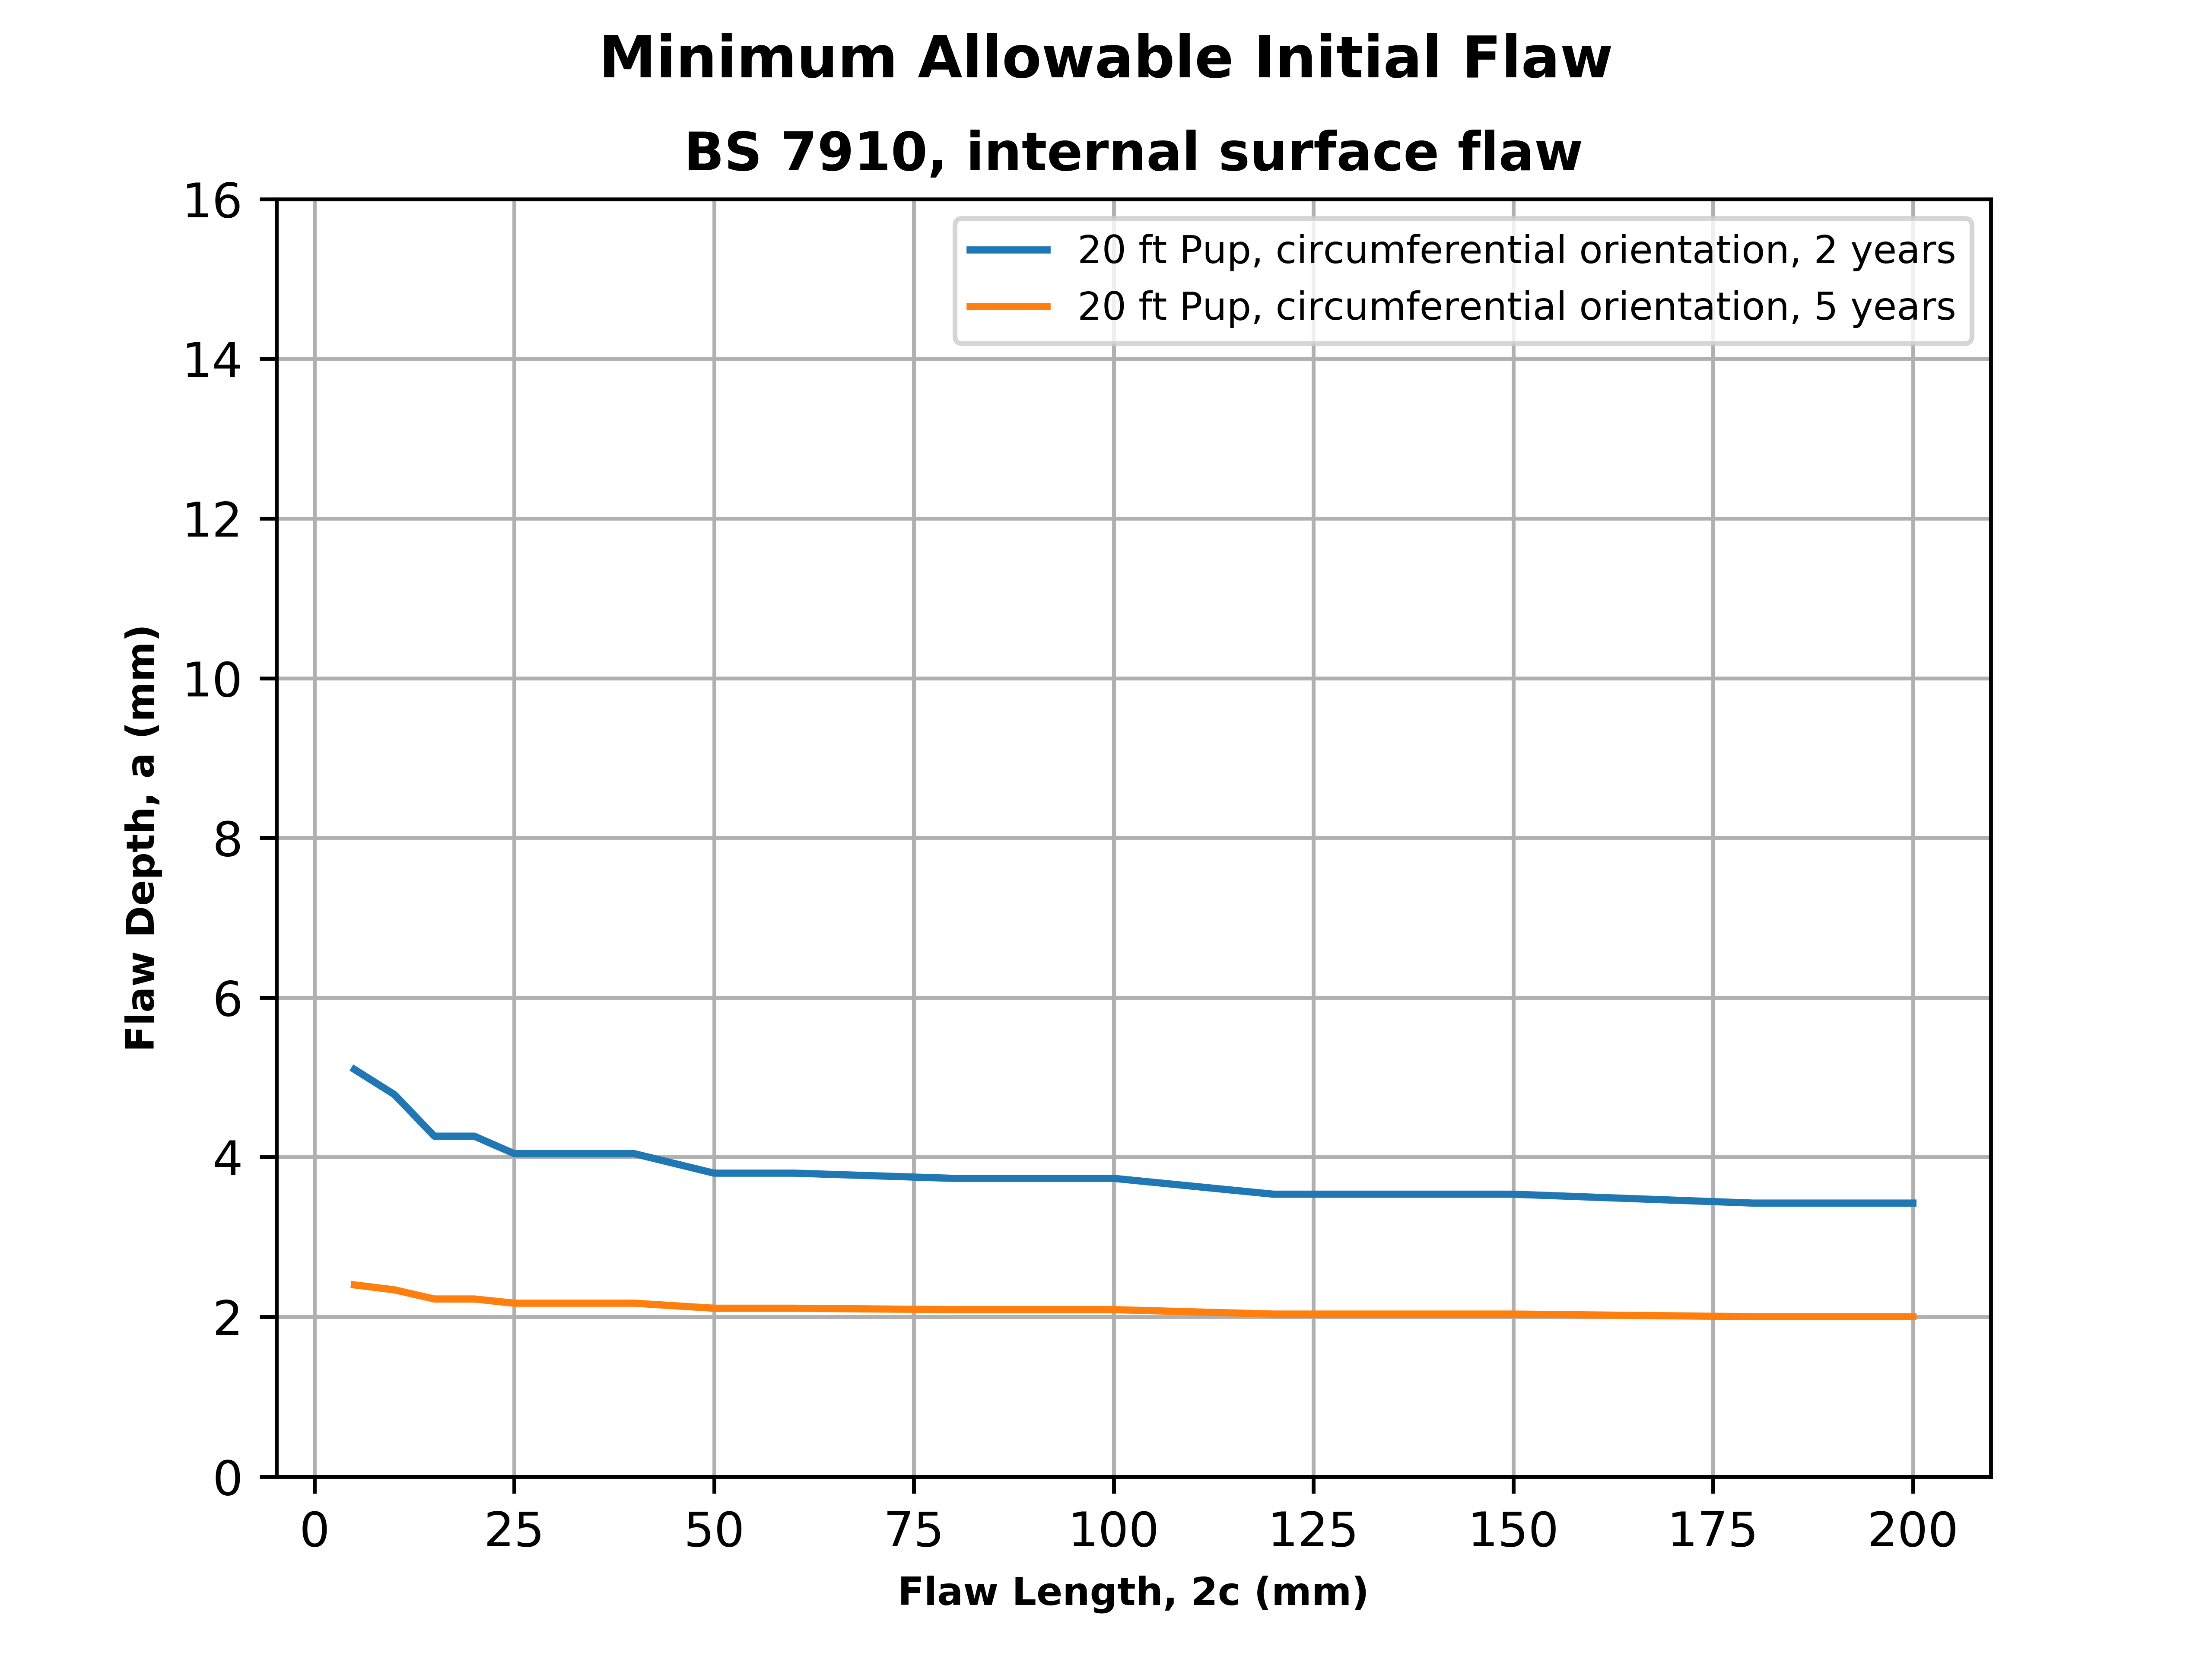 Minimum Allowable Initial Flaw
BS 7910, internal surface flaw
20 ft Pup, circumferential orientation, 2 years
20 ft Pup, circumferential orientation, 5 years
16
14
12
10
8
6
4
2
0
Flaw Depth, a (mm)
0 25 50 75 100 125 150 175 200
Flaw Length, 2c (mm)